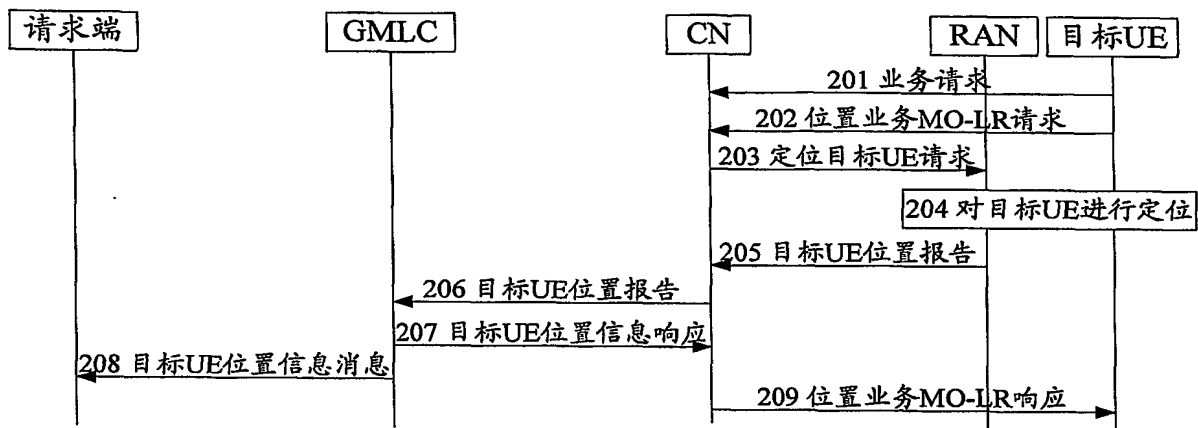 请求端
GMLC
CN
RAN
目标UE
201 业务请求
202 位置业务MO-LR请求
203 定位目标UE请求
204 对目标UE进行定位
205 目标UE位置报告
206 目标UE位置报告
207 目标UE位置信息响应
208 目标UE位置信息消息
209 位置业务MO-LR响应